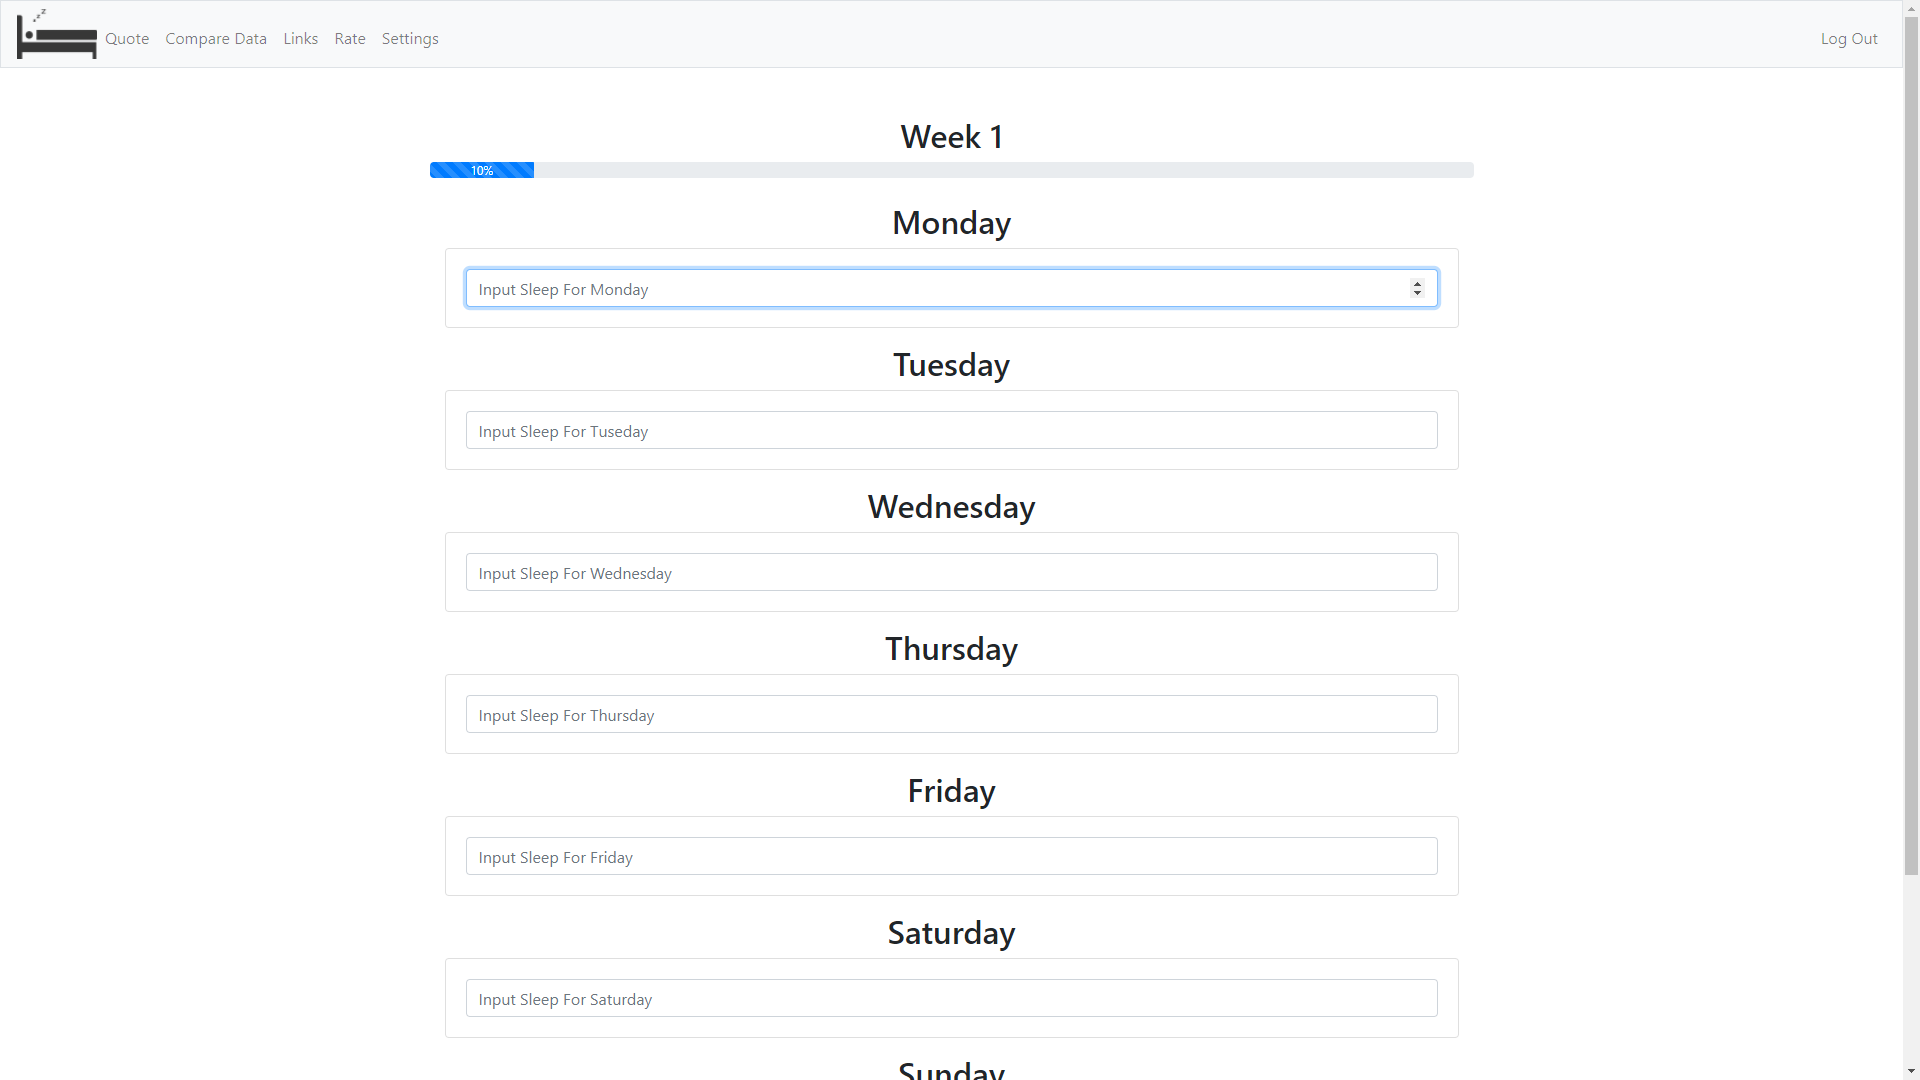 Quote Compare Data Links Rate Settings Log Out
Week 1
10%
Monday
Input Sleep For Monday
Tuesday
Input Sleep For Tuseday
Wednesday
Input Sleep For Wednesday
Thursday
Input Sleep For Thursday
Friday
Input Sleep For Friday
Saturday
Input Sleep For Saturday
Sunday